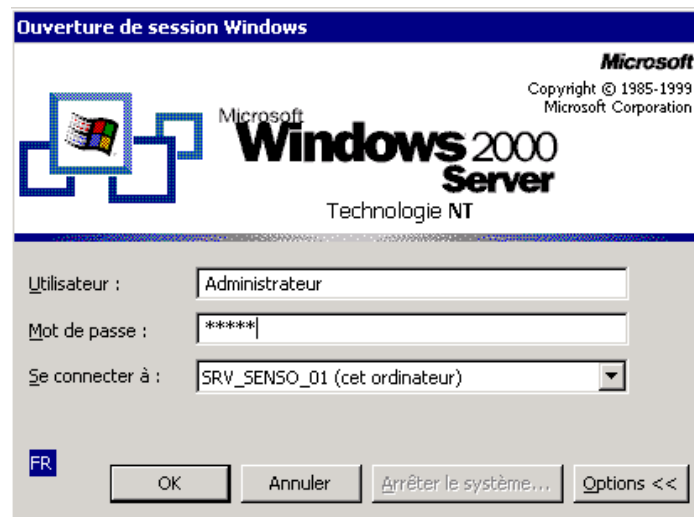 Ouverture de session Windows
Microsoft
Copyright © 1985-1999
Microsoft Corporation
Microsoft
Windows 2000
Server
Technologie NT
Utilisateur :
Administrateur
Mot de passe :
*****
Se connecter à :
SRV_SENSO_01 (cet ordinateur)
FR
OK
Annuler
Arrêter le système...
Options <<